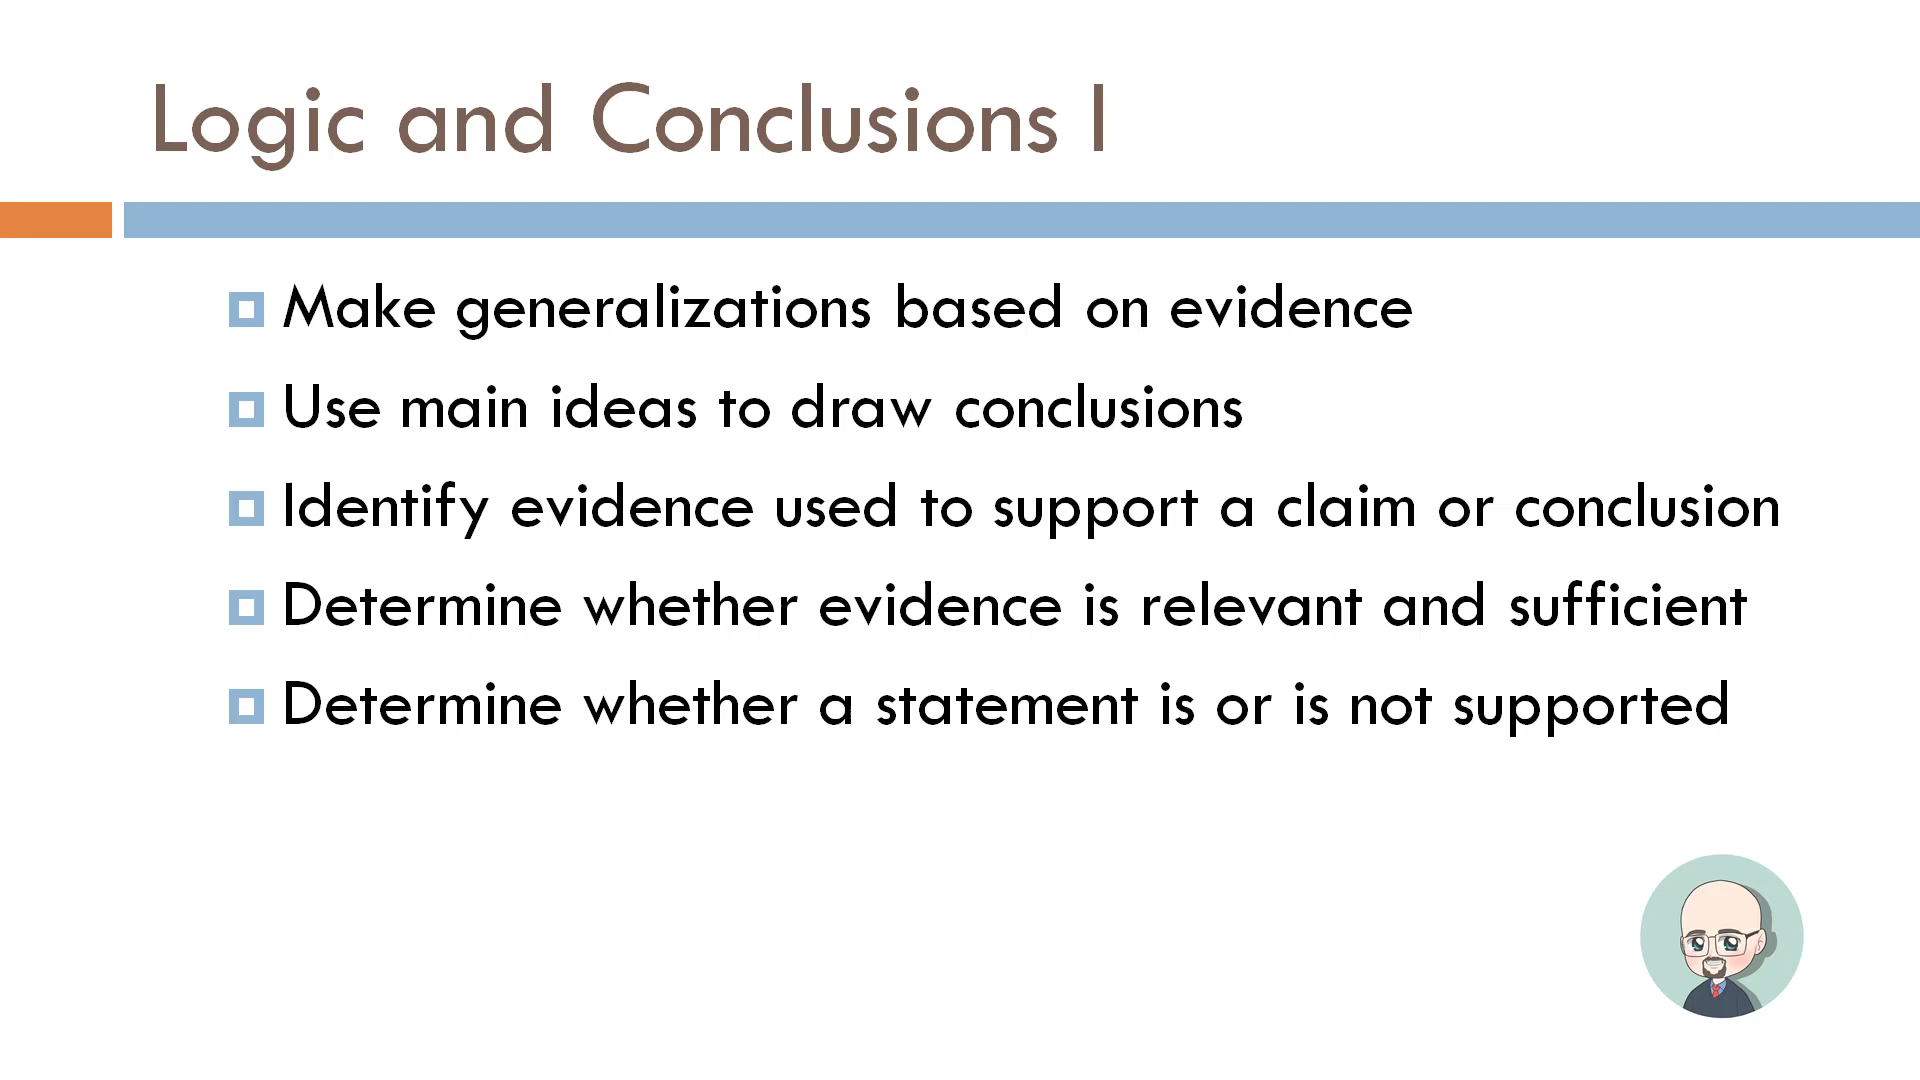 Logic and Conclusions I
Make generalizations based on evidence
Use main ideas to draw conclusions
Identify evidence used to support a claim or conclusion
Determine whether evidence is relevant and sufficient
Determine whether a statement is or is not supported